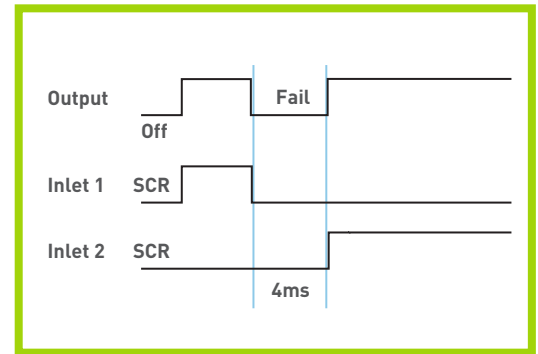 Output Fail
Off
Inlet 1 SCR
Inlet 2 SCR
4ms